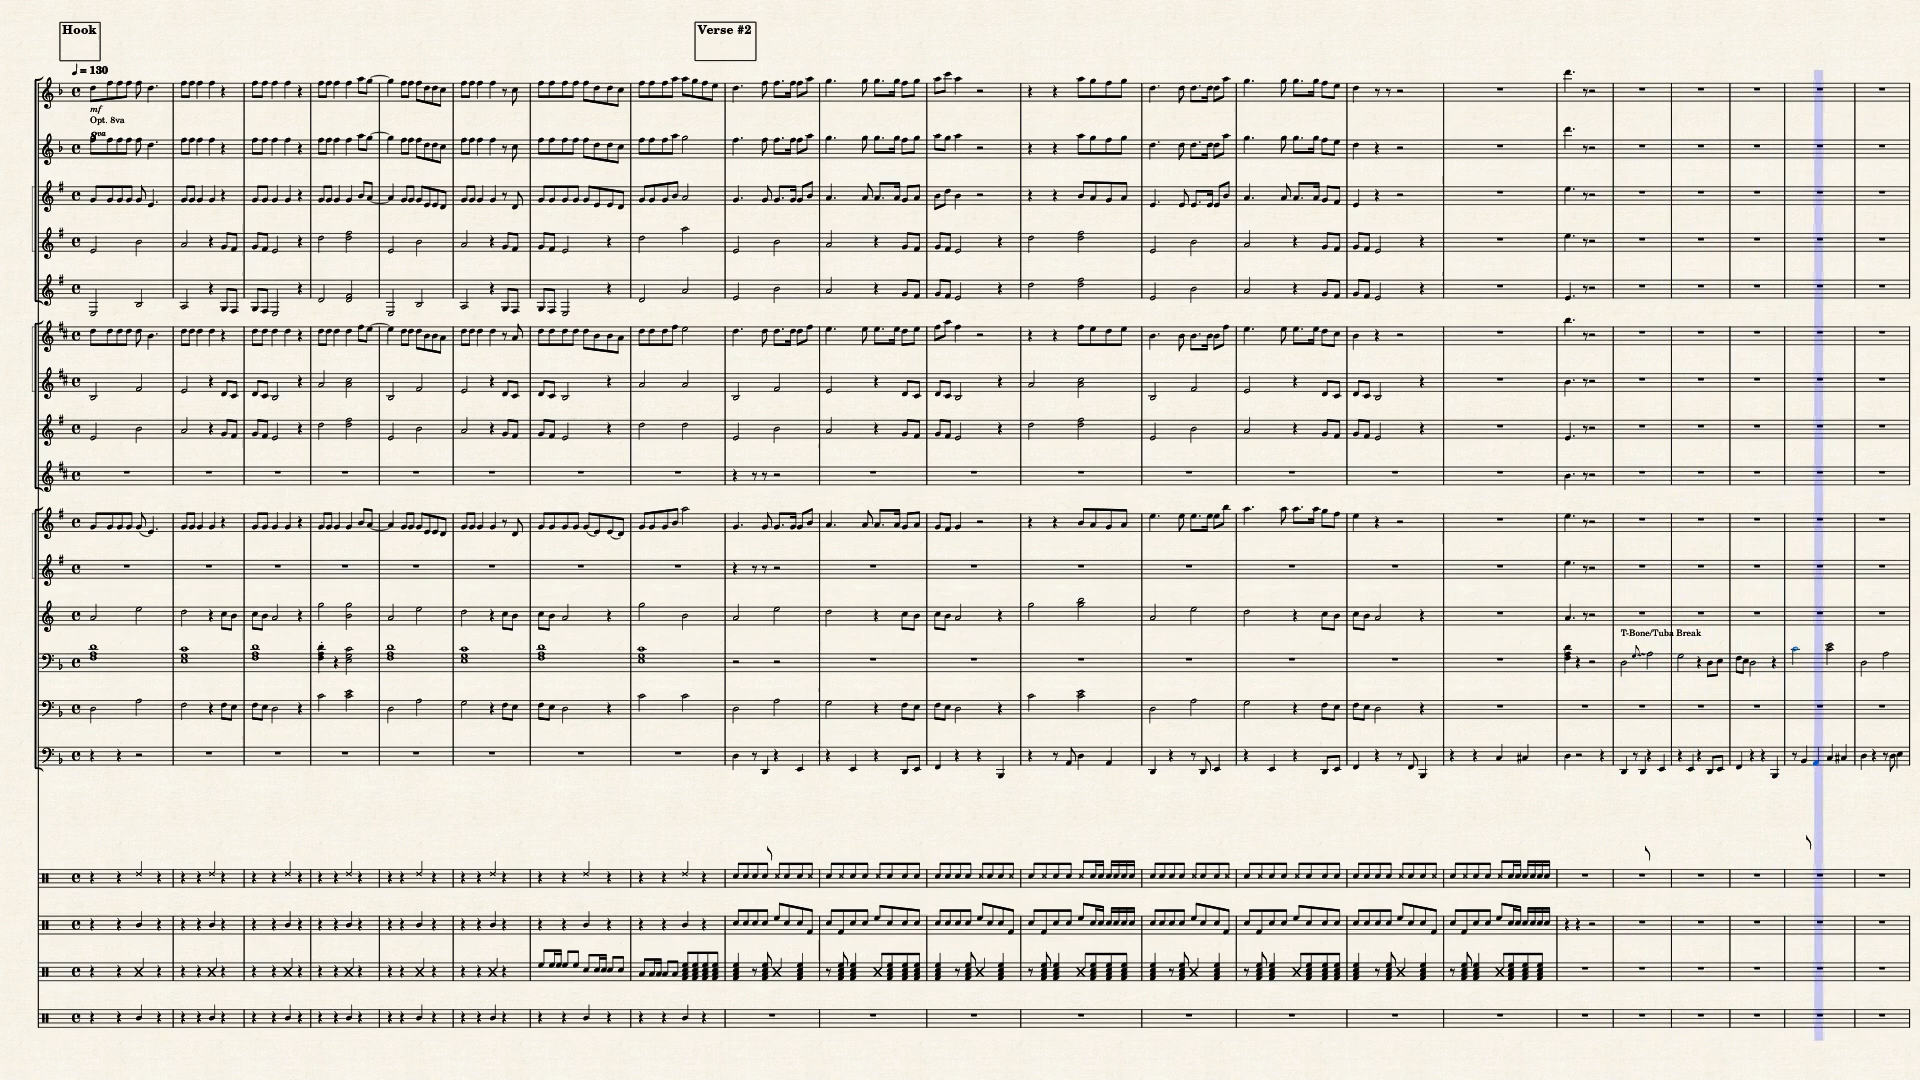 Hook
Verse #2
♩ = 130
mf
Opt. 8va
8va
T-Bone/Tuba Break